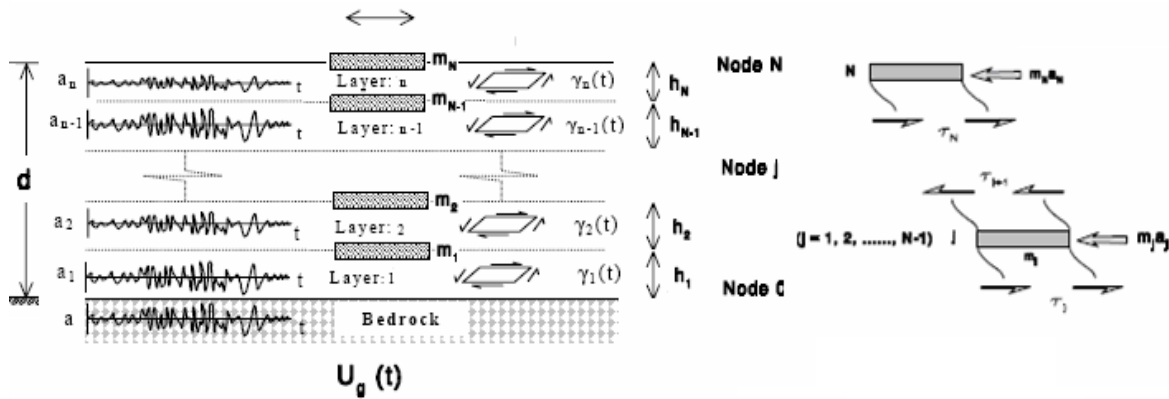 m_N
Node N
a_n
t
Layer: n
γ_n(t)
h_N
N
m_N a_N
m_N-1
a_n-1
t
Layer: n-1
γ_n-1(t)
h_N-1
τ_N
d
Node j
τ_j+1
m_2
a_2
t
Layer: 2
γ_2(t)
h_2
(j = 1, 2, ......, N-1)
j
m_j a_j
m_1
m_j
a_1
t
Layer: 1
γ_1(t)
h_1
Node 0
τ_j
a
t
Bedrock
U_g (t)